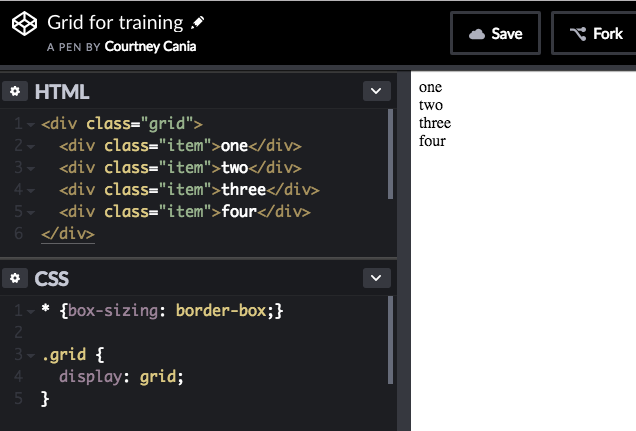 Grid for training
A PEN BY Courtney Cania
Save
Fork
HTML
1 <div class="grid">
2   <div class="item">one</div>
3   <div class="item">two</div>
4   <div class="item">three</div>
5   <div class="item">four</div>
6 </div>
CSS
1 * {box-sizing: border-box;}
2
3 .grid {
4   display: grid;
5 }
one
two
three
four